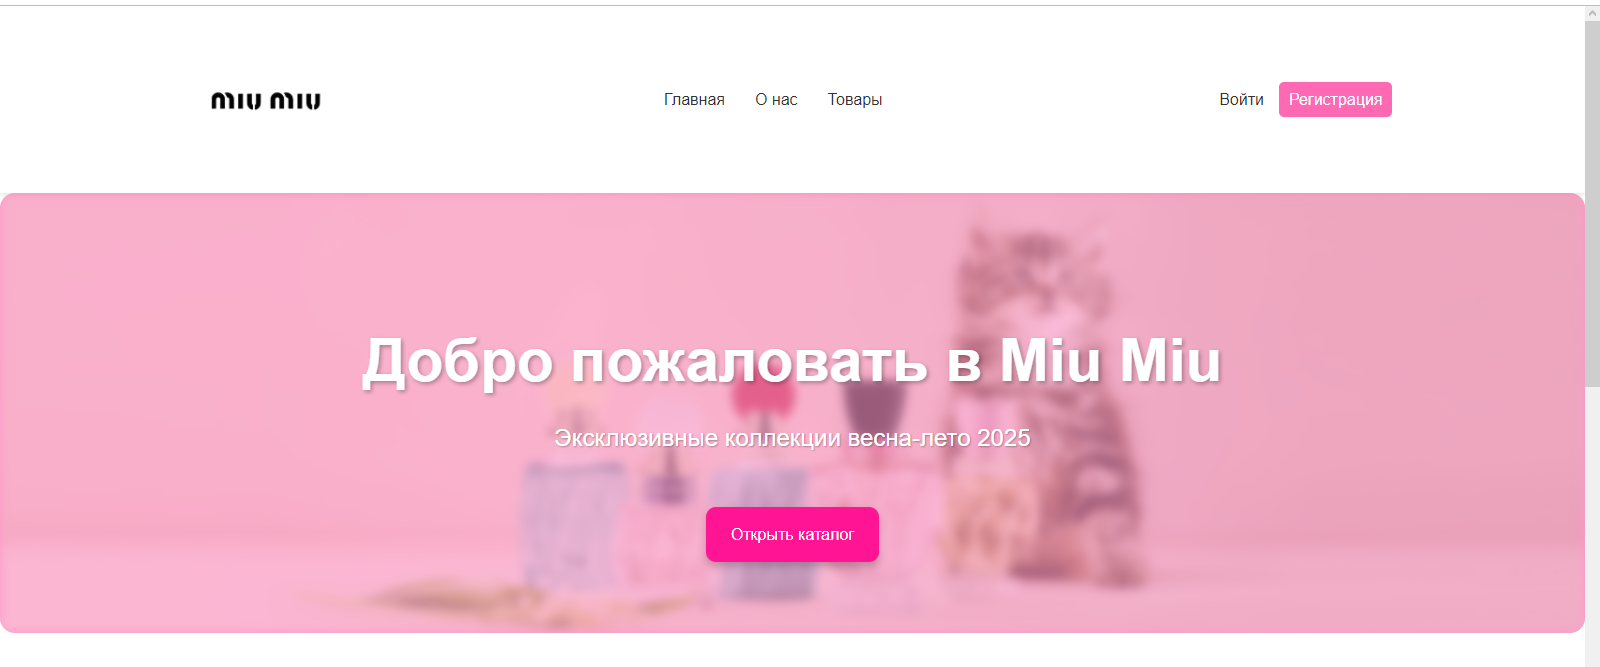 MIU MIU
Главная О нас Товары
Войти Регистрация
Добро пожаловать в Miu Miu
Эксклюзивные коллекции весна-лето 2025
Открыть каталог